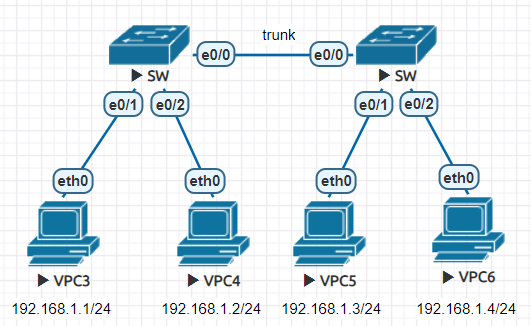 trunk
e0/0 e0/0
SW SW
e0/1 e0/2 e0/1 e0/2
eth0 eth0 eth0 eth0
VPC3 VPC4 VPC5 VPC6
192.168.1.1/24 192.168.1.2/24 192.168.1.3/24 192.168.1.4/24